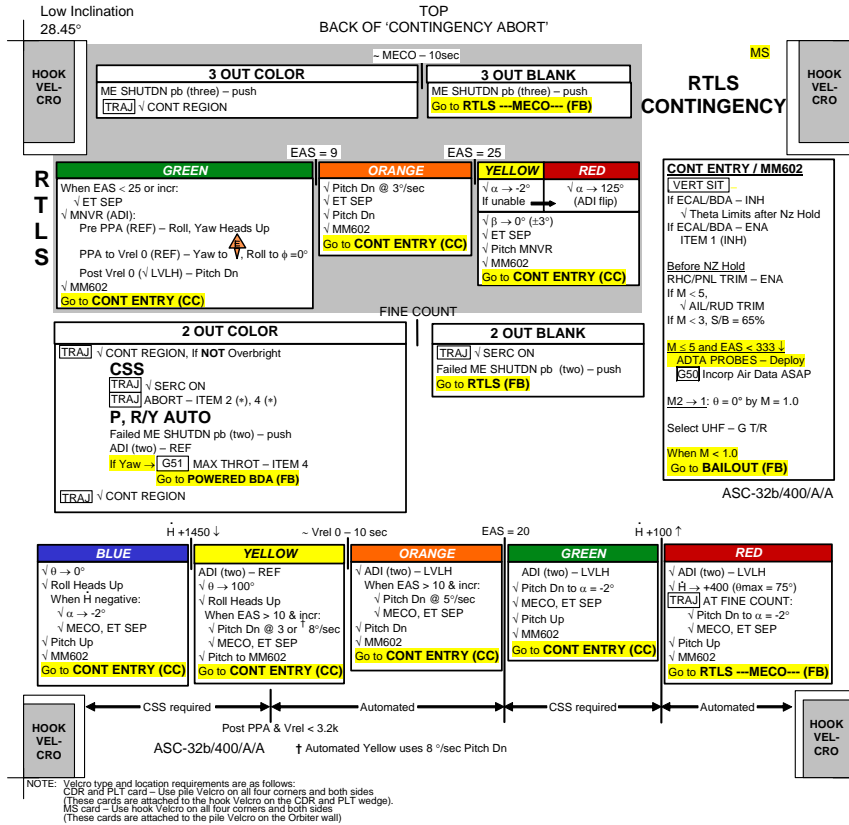 Low Inclination
28.45°
TOP
BACK OF 'CONTINGENCY ABORT'
HOOK
VEL-
CRO
~ MECO – 10sec
MS
HOOK
VEL-
CRO
3 OUT COLOR
ME SHUTDN pb (three) – push
TRAJ √ CONT REGION
3 OUT BLANK
ME SHUTDN pb (three) – push
Go to RTLS ---MECO--- (FB)
RTLS
CONTINGENCY
EAS = 9
EAS = 25
R
T
L
S
GREEN
When EAS < 25 or incr:
√ ET SEP
√ MNVR (ADI):
Pre PPA (REF) – Roll, Yaw Heads Up
PPA to Vrel 0 (REF) – Yaw to E, Roll to ϕ =0°
Post Vrel 0 (√ LVLH) – Pitch Dn
√ MM602
Go to CONT ENTRY (CC)
ORANGE
√ Pitch Dn @ 3°/sec
√ ET SEP
√ Pitch Dn
√ MM602
Go to CONT ENTRY (CC)
YELLOW
√ α → -2°
If unable
RED
√ α → 125°
(ADI flip)
√ β → 0° (±3°)
√ ET SEP
√ Pitch MNVR
√ MM602
Go to CONT ENTRY (CC)
CONT ENTRY / MM602
VERT SIT
If ECAL/BDA – INH
√ Theta Limits after Nz Hold
If ECAL/BDA – ENA
ITEM 1 (INH)
Before NZ Hold
RHC/PNL TRIM – ENA
If M < 5,
√ AIL/RUD TRIM
If M < 3, S/B = 65%
M ≤ 5 and EAS < 333 ↓
ADTA PROBES – Deploy
G50 Incorp Air Data ASAP
M2 → 1: θ = 0° by M = 1.0
Select UHF – G T/R
When M < 1.0
Go to BAILOUT (FB)
ASC-32b/400/A/A
FINE COUNT
2 OUT COLOR
TRAJ √ CONT REGION, If NOT Overbright
CSS
TRAJ √ SERC ON
TRAJ ABORT – ITEM 2 (∗), 4 (∗)
P, R/Y AUTO
Failed ME SHUTDN pb (two) – push
ADI (two) – REF
If Yaw → G51 MAX THROT – ITEM 4
Go to POWERED BDA (FB)
TRAJ √ CONT REGION
2 OUT BLANK
TRAJ √ SERC ON
Failed ME SHUTDN pb (two) – push
Go to RTLS (FB)
Ḣ +1450 ↓
~ Vrel 0 – 10 sec
EAS = 20
Ḣ +100 ↑
BLUE
√ θ → 0°
√ Roll Heads Up
When Ḣ negative:
√ α → -2°
√ MECO, ET SEP
√ Pitch Up
√ MM602
Go to CONT ENTRY (CC)
YELLOW
ADI (two) – REF
√ θ → 100°
√ Roll Heads Up
When EAS > 10 & incr:
√ Pitch Dn @ 3 or † 8°/sec
√ MECO, ET SEP
√ Pitch to MM602
Go to CONT ENTRY (CC)
ORANGE
√ ADI (two) – LVLH
When EAS > 10 & incr:
√ Pitch Dn @ 5°/sec
√ MECO, ET SEP
√ Pitch Dn
√ MM602
Go to CONT ENTRY (CC)
GREEN
ADI (two) – LVLH
√ Pitch Dn to α = -2°
√ MECO, ET SEP
√ Pitch Up
√ MM602
Go to CONT ENTRY (CC)
RED
√ ADI (two) – LVLH
√ Ḣ → +400 (θmax = 75°)
TRAJ AT FINE COUNT:
√ Pitch Dn to α = -2°
√ MECO, ET SEP
√ Pitch Up
√ MM602
Go to RTLS ---MECO--- (FB)
HOOK
VEL-
CRO
CSS required
Automated
CSS required
Automated
HOOK
VEL-
CRO
Post PPA & Vrel < 3.2k
ASC-32b/400/A/A
† Automated Yellow uses 8 °/sec Pitch Dn
NOTE: Velcro type and location requirements are as follows:
CDR and PLT card – Use pile Velcro on all four corners and both sides
(These cards are attached to the hook Velcro on the CDR and PLT wedge).
MS card – Use hook Velcro on all four corners and both sides
(These cards are attached to the pile Velcro on the Orbiter wall)